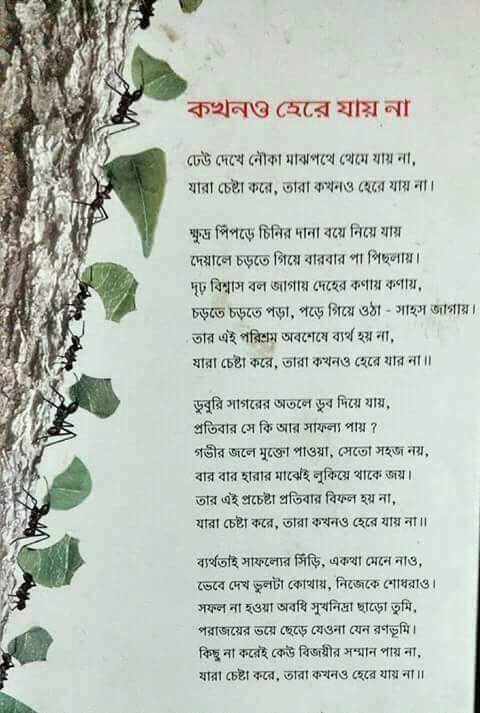 কখনও হেরে যায় না
ঢেউ দেখে নৌকা মাঝপথে থেমে যায় না,
যারা চেষ্টা করে, তারা কখনও হেরে যায় না।
ক্ষুদ্র পিঁপড়ে চিনির দানা বয়ে নিয়ে যায়
দেয়ালে চড়তে গিয়ে বারবার পা পিছলায়।
দৃঢ় বিশ্বাস বল জাগায় দেহের কণায় কণায়,
চড়তে চড়তে পড়া, পড়ে গিয়ে ওঠা - সাহস জাগায়।
তার এই পরিশ্রম অবশেষে ব্যর্থ হয় না,
যারা চেষ্টা করে, তারা কখনও হেরে যার না॥
ডুবুরি সাগরের অতলে ডুব দিয়ে যায়,
প্রতিবার সে কি আর সাফল্য পায় ?
গভীর জলে মুক্তো পাওয়া, সেতো সহজ নয়,
বার বার হারার মাঝেই লুকিয়ে থাকে জয়।
তার এই প্রচেষ্টা প্রতিবার বিফল হয় না,
যারা চেষ্টা করে, তারা কখনও হেরে যায় না॥
ব্যর্থতাই সাফল্যের সিঁড়ি, একথা মেনে নাও,
ভেবে দেখ ভুলটা কোথায়, নিজেকে শোধরাও।
সফল না হওয়া অবধি সুখনিদ্রা ছাড়ো তুমি,
পরাজয়ের ভয়ে ছেড়ে যেওনা যেন রণভূমি।
কিছু না করেই কেউ বিজয়ীর সম্মান পায় না,
যারা চেষ্টা করে, তারা কখনও হেরে যায় না॥